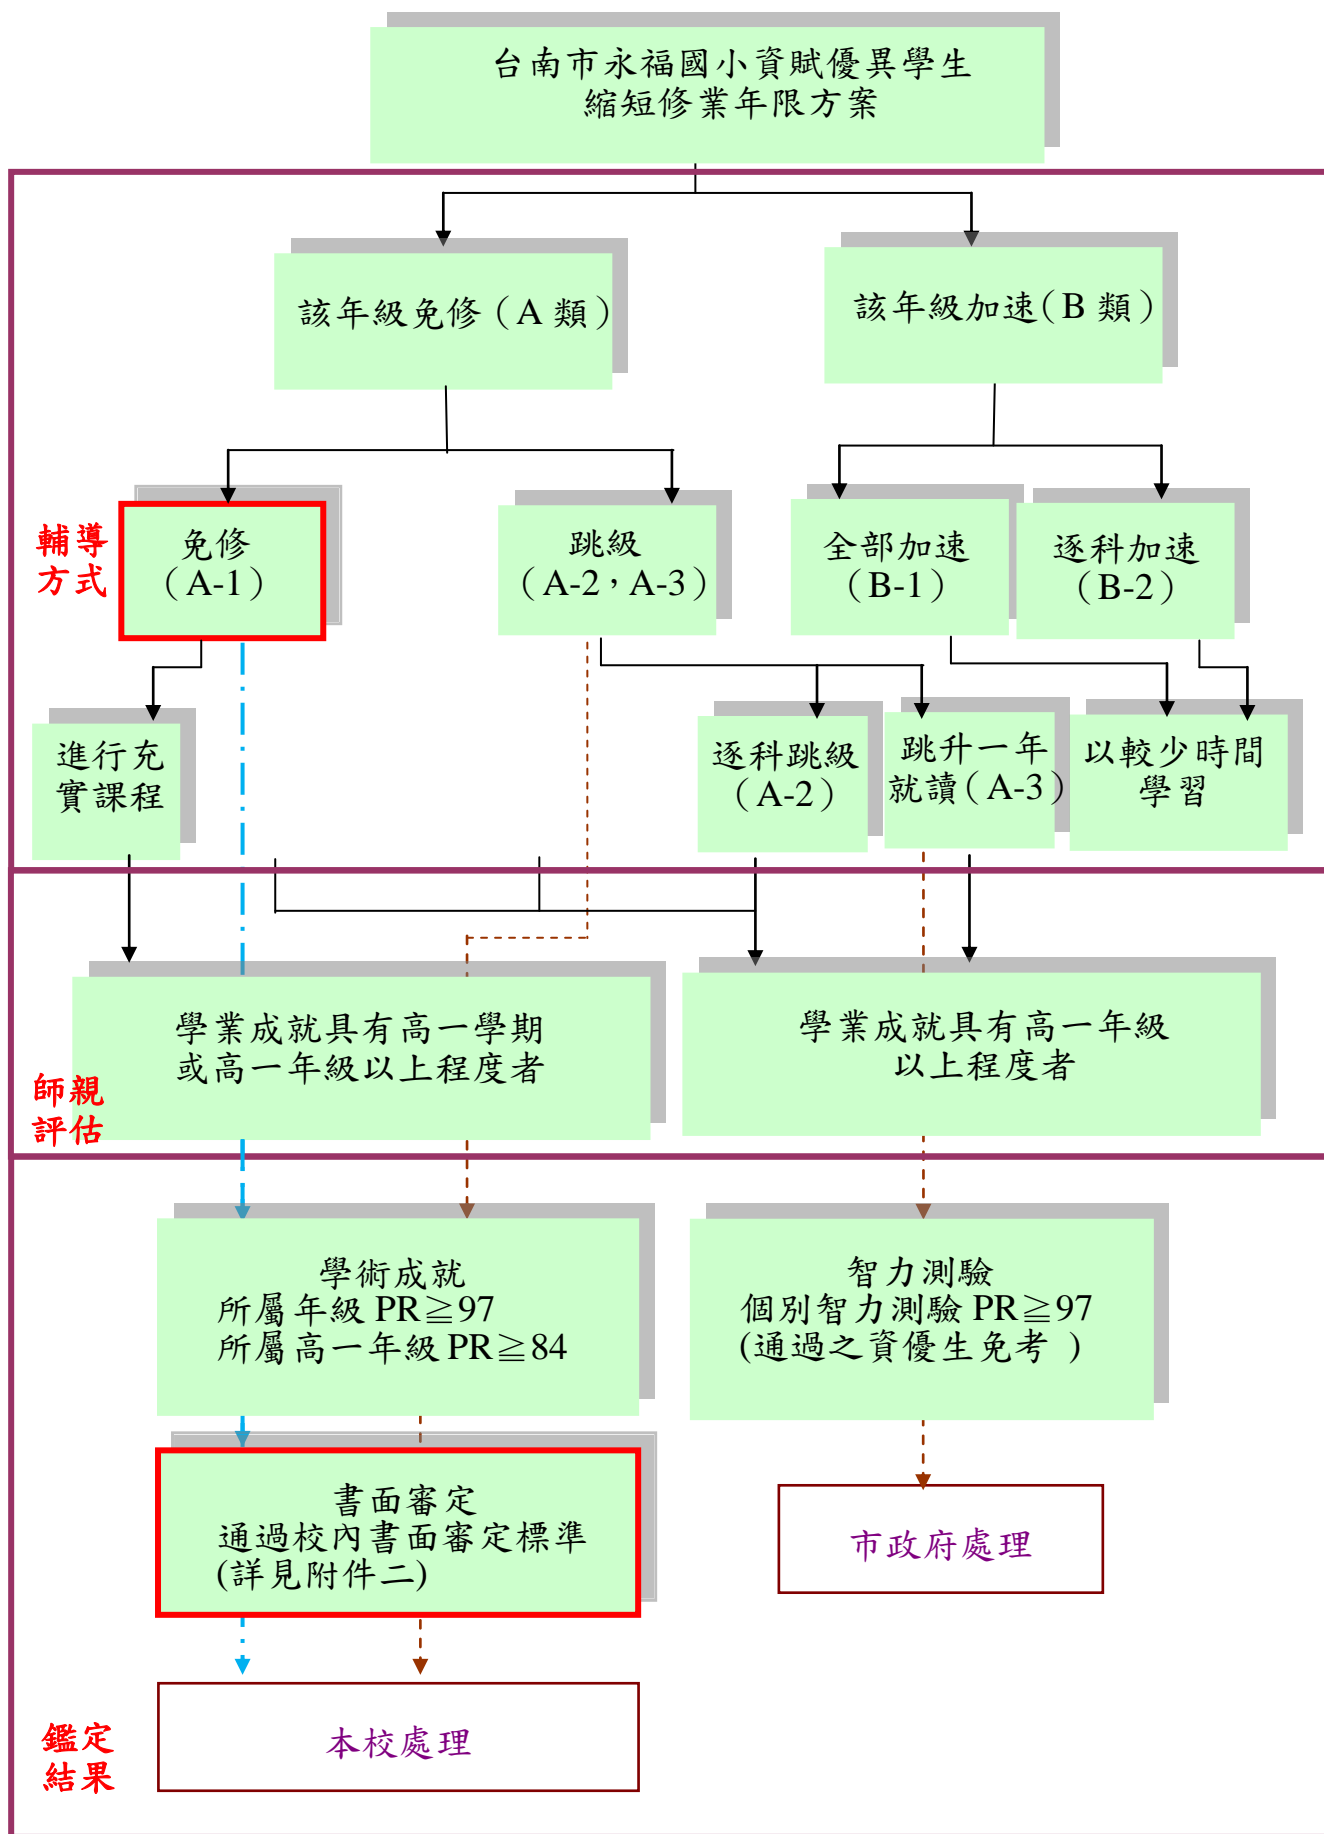 台南市永福國小資賦優異學生
縮短修業年限方案
該年級免修（A 類）
該年級加速（B 類）
輔導
方式
免修
（A-1）
跳級
（A-2，A-3）
全部加速
（B-1）
逐科加速
（B-2）
進行充
實課程
逐科跳級
（A-2）
跳升一年
就讀（A-3）
以較少時間
學習
師親
評估
學業成就具有高一學期
或高一年級以上程度者
學業成就具有高一年級
以上程度者
學術成就
所屬年級 PR≧97
所屬高一年級 PR≧84
智力測驗
個別智力測驗 PR≧97
(通過之資優生免考 )
書面審定
通過校內書面審定標準
(詳見附件二)
市政府處理
鑑定
結果
本校處理